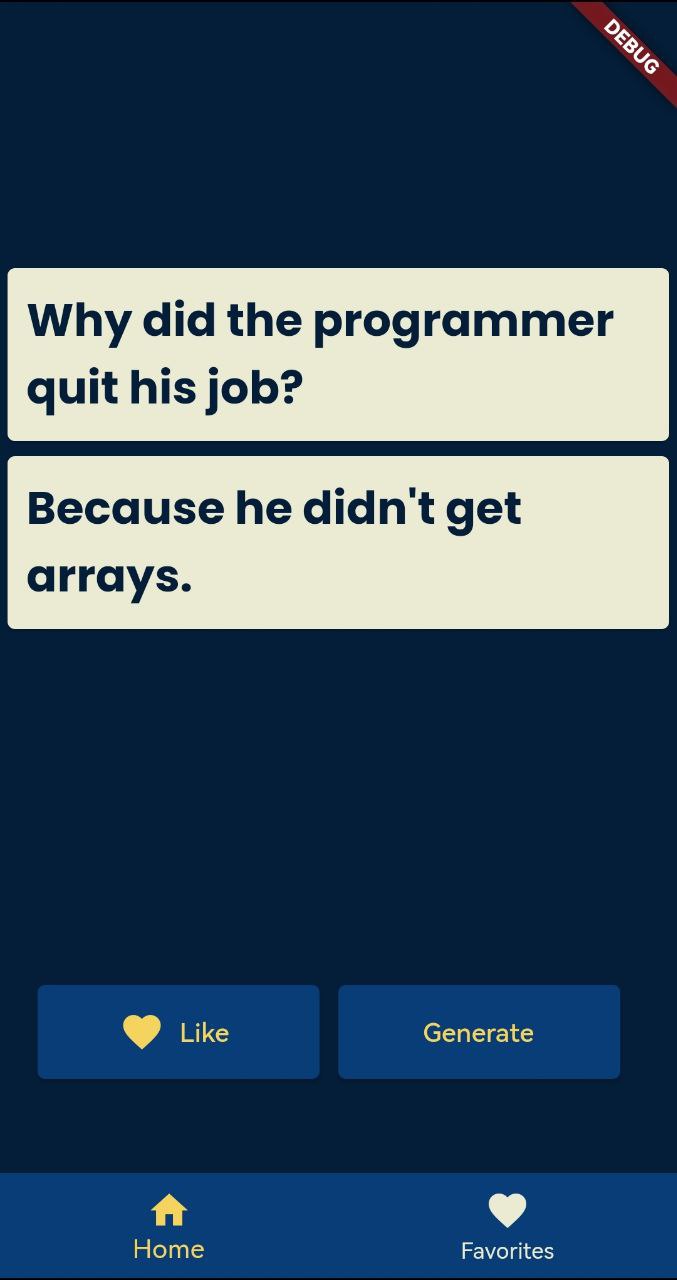 DEBUG
Why did the programmer
quit his job?
Because he didn't get
arrays.
Like
Generate
Home
Favorites